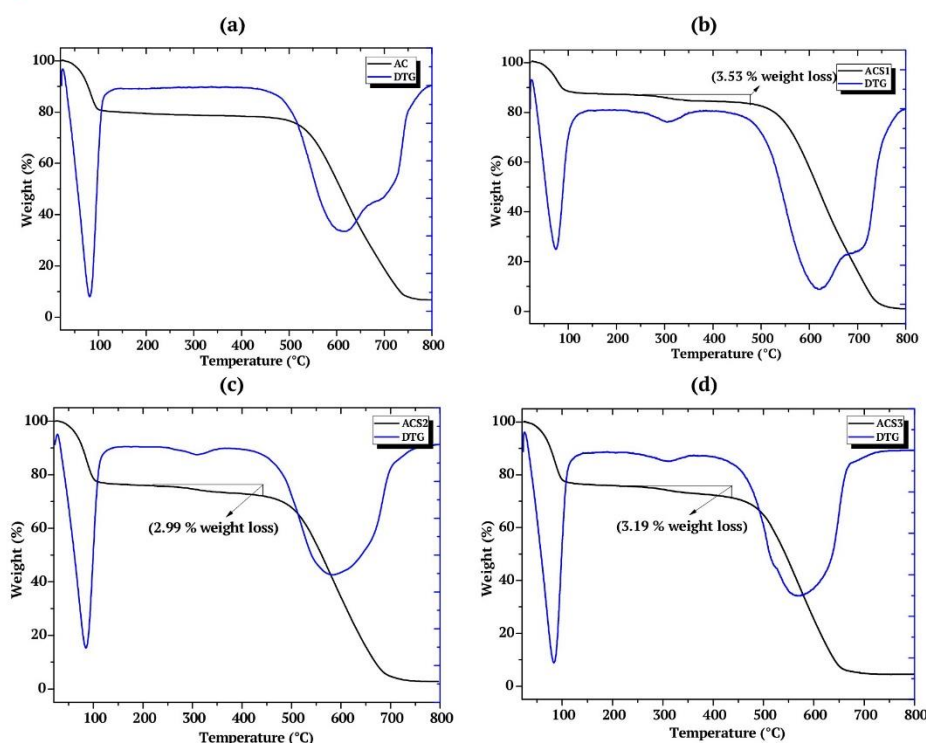 (a)
AC
DTG
100
80
60
40
20
0
Weight (%)
100 200 300 400 500 600 700 800
Temperature (°C)
(b)
ACS1
DTG
(3.53 % weight loss)
100
80
60
40
20
0
Weight (%)
100 200 300 400 500 600 700 800
Temperature (°C)
(c)
ACS2
DTG
(2.99 % weight loss)
100
80
60
40
20
0
Weight (%)
100 200 300 400 500 600 700 800
Temperature (°C)
(d)
ACS3
DTG
(3.19 % weight loss)
100
80
60
40
20
0
Weight (%)
100 200 300 400 500 600 700 800
Temperature (°C)